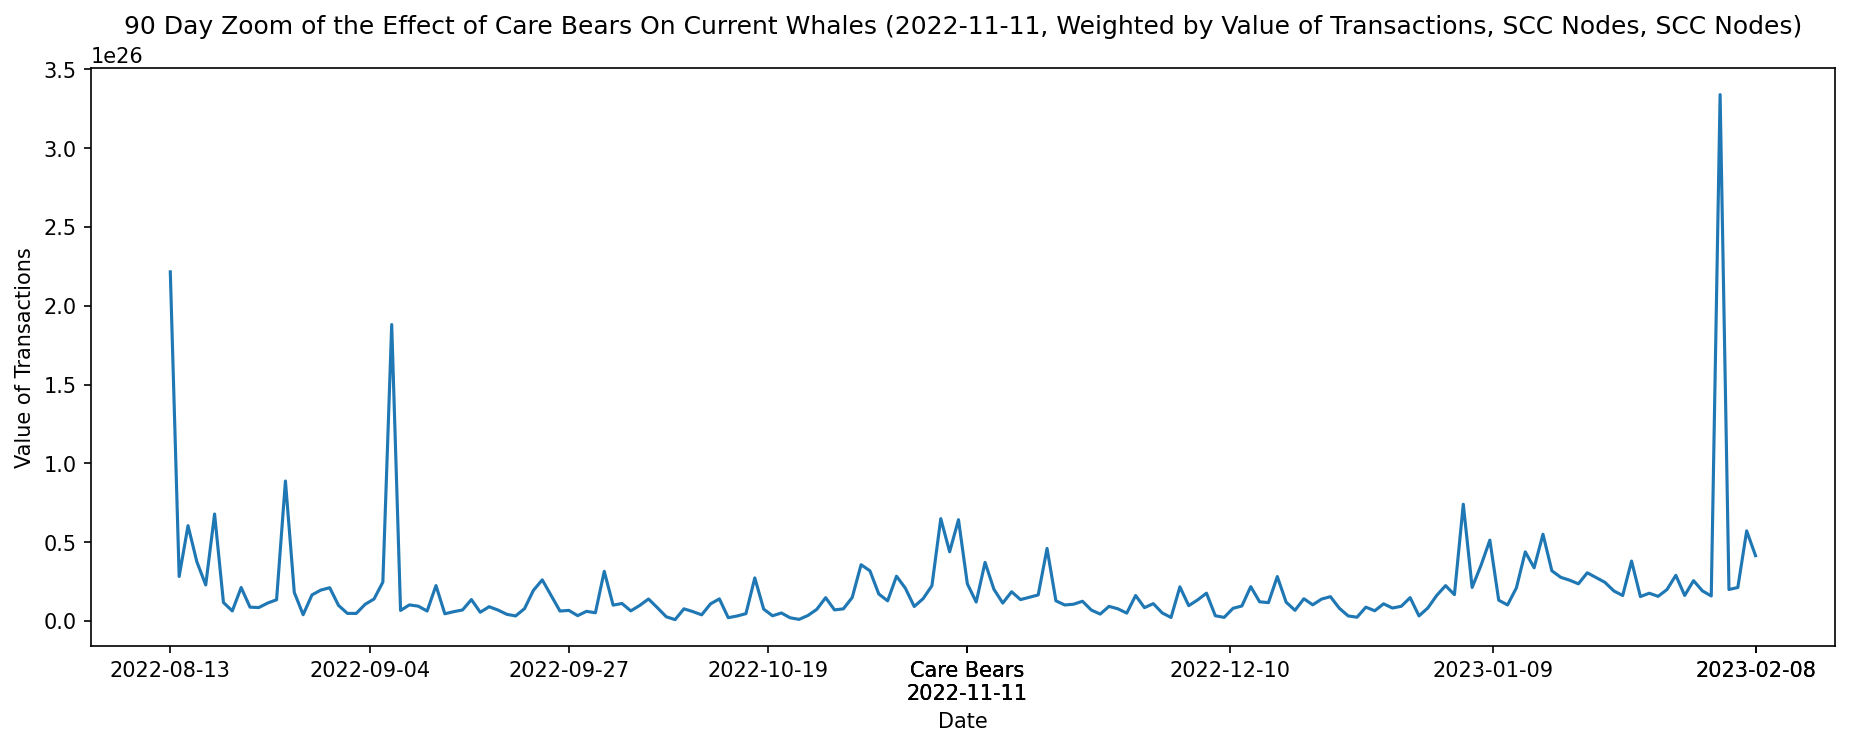 90 Day Zoom of the Effect of Care Bears On Current Whales (2022-11-11, Weighted by Value of Transactions, SCC Nodes, SCC Nodes)
1e26
3.5
3.0
2.5
2.0
1.5
1.0
0.5
0.0
Value of Transactions
2022-08-13 2022-09-04 2022-09-27 2022-10-19 Care Bears 2022-12-10 2023-01-09 2023-02-08
2022-11-11
Date